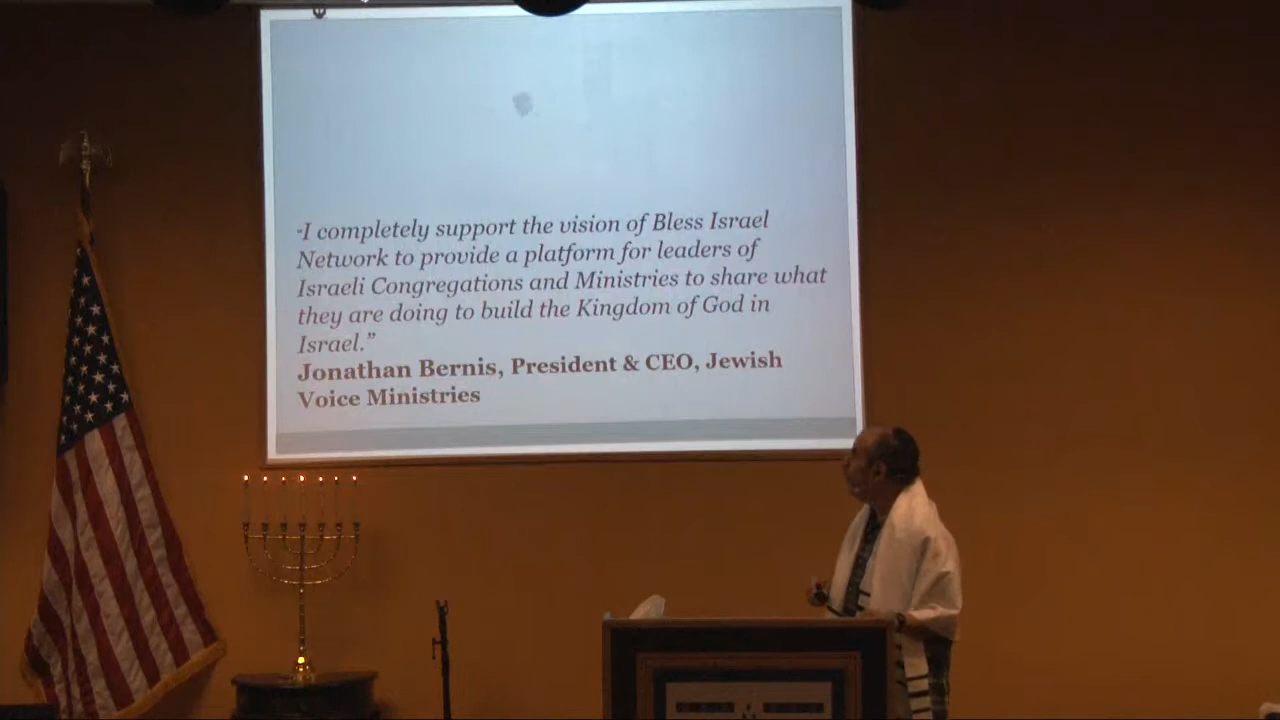 "I completely support the vision of Bless Israel
Network to provide a platform for leaders of
Israeli Congregations and Ministries to share what
they are doing to build the Kingdom of God in
Israel.”
Jonathan Bernis, President & CEO, Jewish
Voice Ministries